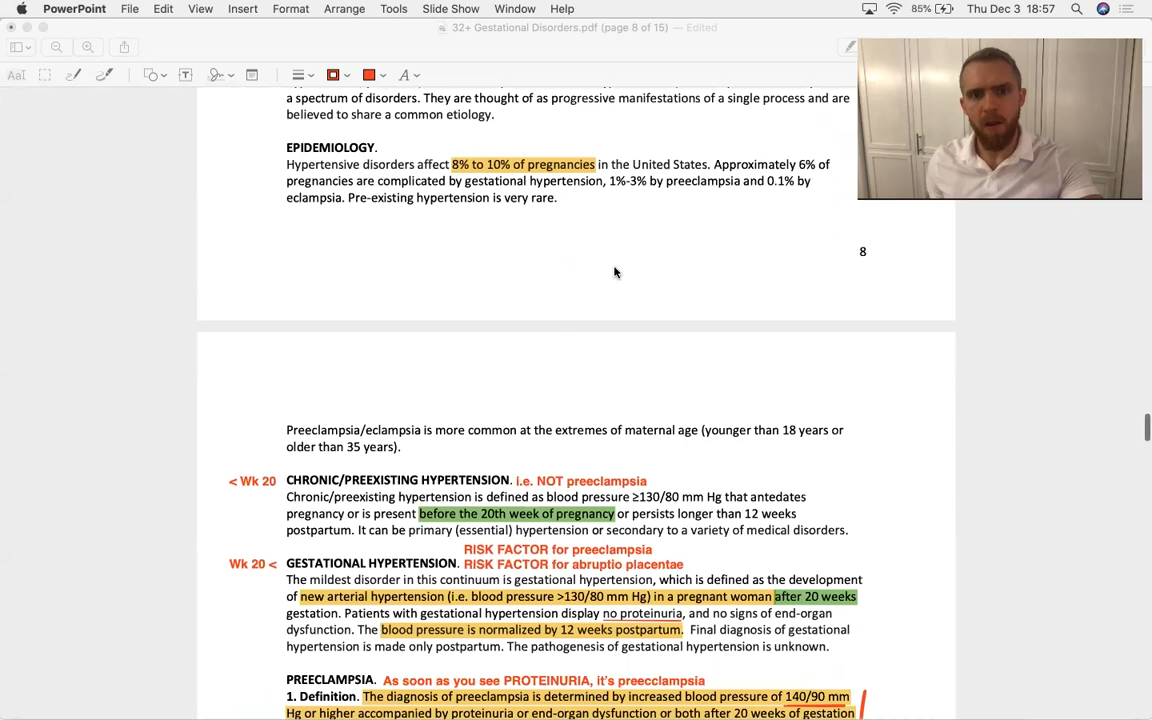 PowerPoint File Edit View Insert Format Arrange Tools Slide Show Window Help 85% Thu Dec 3 18:57
32+ Gestational Disorders.pdf (page 8 of 15) — Edited
a spectrum of disorders. They are thought of as progressive manifestations of a single process and are
believed to share a common etiology.
EPIDEMIOLOGY.
Hypertensive disorders affect 8% to 10% of pregnancies in the United States. Approximately 6% of
pregnancies are complicated by gestational hypertension, 1%-3% by preeclampsia and 0.1% by
eclampsia. Pre-existing hypertension is very rare.
8
Preeclampsia/eclampsia is more common at the extremes of maternal age (younger than 18 years or
older than 35 years).
< Wk 20 CHRONIC/PREEXISTING HYPERTENSION. i.e. NOT preeclampsia
Chronic/preexisting hypertension is defined as blood pressure ≥130/80 mm Hg that antedates
pregnancy or is present before the 20th week of pregnancy or persists longer than 12 weeks
postpartum. It can be primary (essential) hypertension or secondary to a variety of medical disorders.
RISK FACTOR for preeclampsia
Wk 20 < GESTATIONAL HYPERTENSION. RISK FACTOR for abruptio placentae
The mildest disorder in this continuum is gestational hypertension, which is defined as the development
of new arterial hypertension (i.e. blood pressure >130/80 mm Hg) in a pregnant woman after 20 weeks
gestation. Patients with gestational hypertension display no proteinuria, and no signs of end-organ
dysfunction. The blood pressure is normalized by 12 weeks postpartum. Final diagnosis of gestational
hypertension is made only postpartum. The pathogenesis of gestational hypertension is unknown.
PREECLAMPSIA. As soon as you see PROTEINURIA, it's preecclampsia
1. Definition. The diagnosis of preeclampsia is determined by increased blood pressure of 140/90 mm
Hg or higher accompanied by proteinuria or end-organ dysfunction or both after 20 weeks of gestation